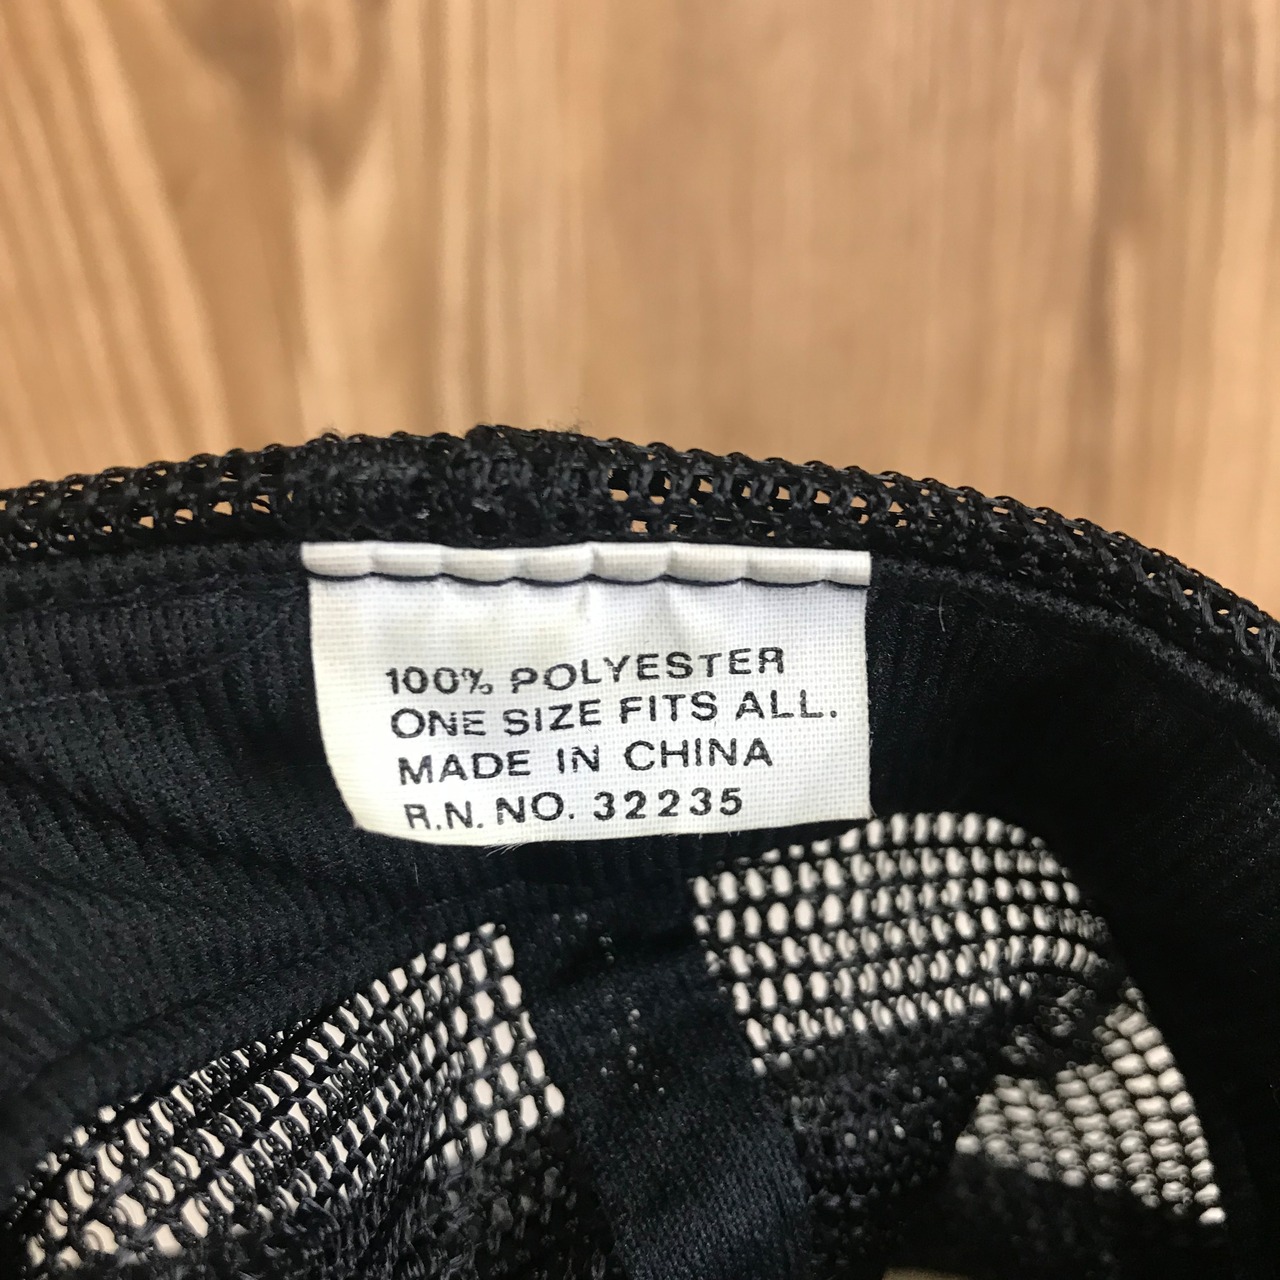 100% POLYESTER
ONE SIZE FITS ALL.
MADE IN CHINA
R.N. NO. 32235